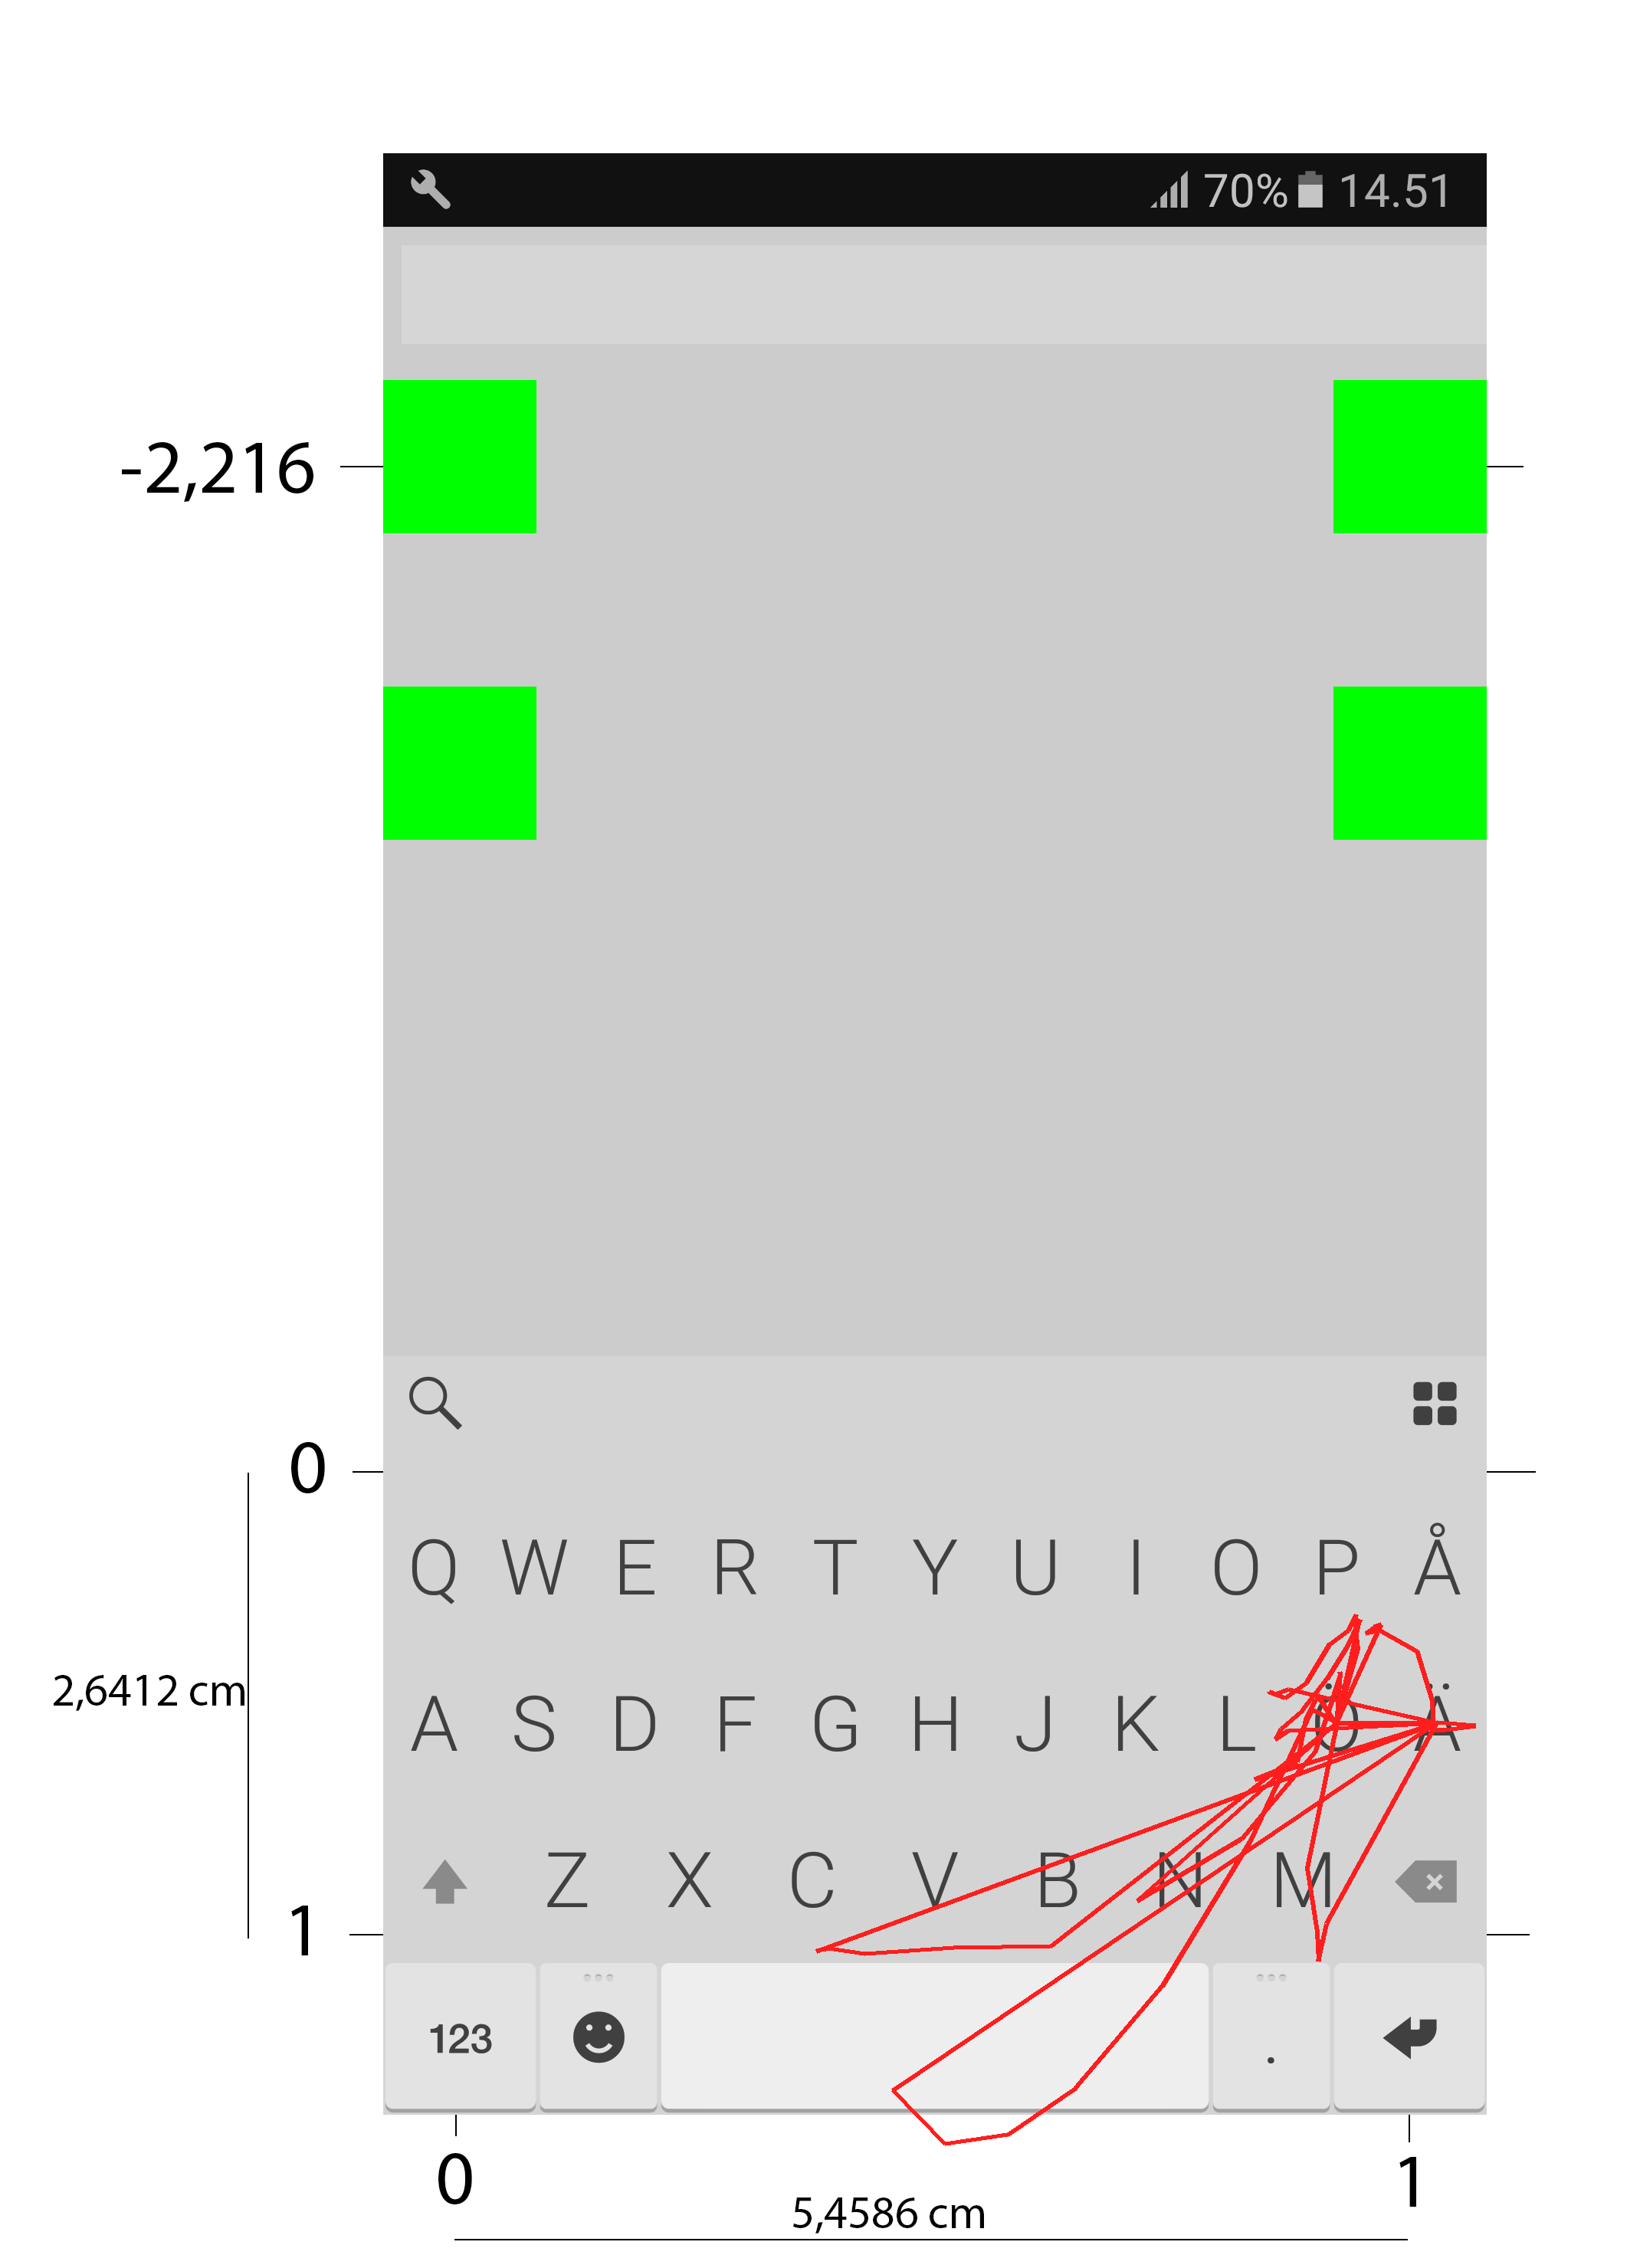 70% 14.51
-2,216
0
Q W E R T Y U I O P Å
2,6412 cm
A S D F G H J K L Ö Ä
Z X C V B N M
1
123 .
0 1
5,4586 cm